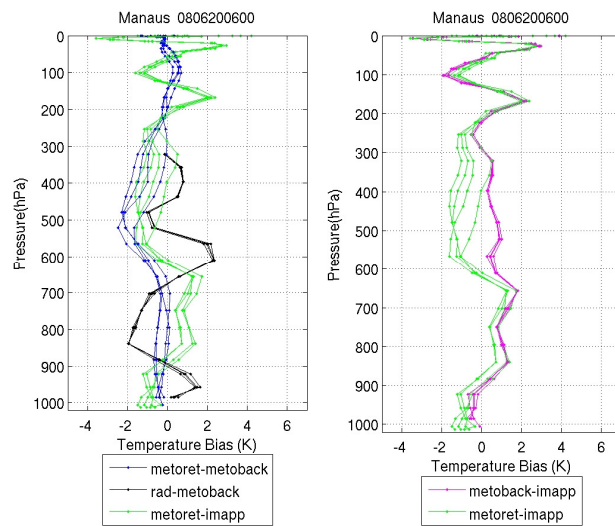 Manaus 0806200600
Manaus 0806200600
0
100
200
300
400
500
600
700
800
900
1000
Pressure(hPa)
-4 -2 0 2 4 6
Temperature Bias (K)
metoret-metoback
rad-metoback
metoret-imapp
0
100
200
300
400
500
600
700
800
900
1000
Pressure(hPa)
-4 -2 0 2 4 6
Temperature Bias (K)
metoback-imapp
metoret-imapp